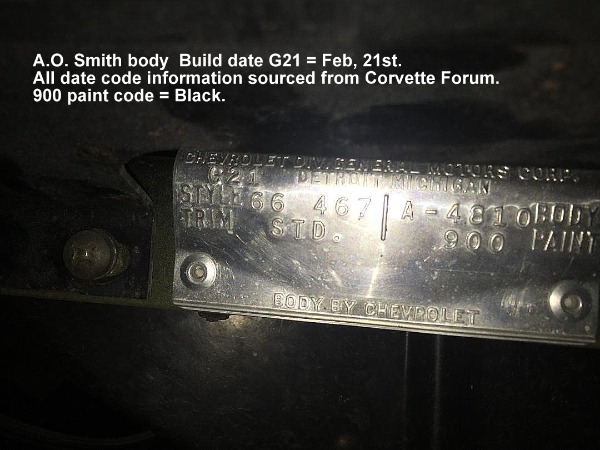 A.O. Smith body Build date G21 = Feb, 21st.
All date code information sourced from Corvette Forum.
900 paint code = Black.
CHEVROLET DIV. GENERAL MOTORS CORP.
G21 DETROIT MICHIGAN
STYLE 66 467 A-4810 BODY
TRIM STD. 900 PAINT
BODY BY CHEVROLET